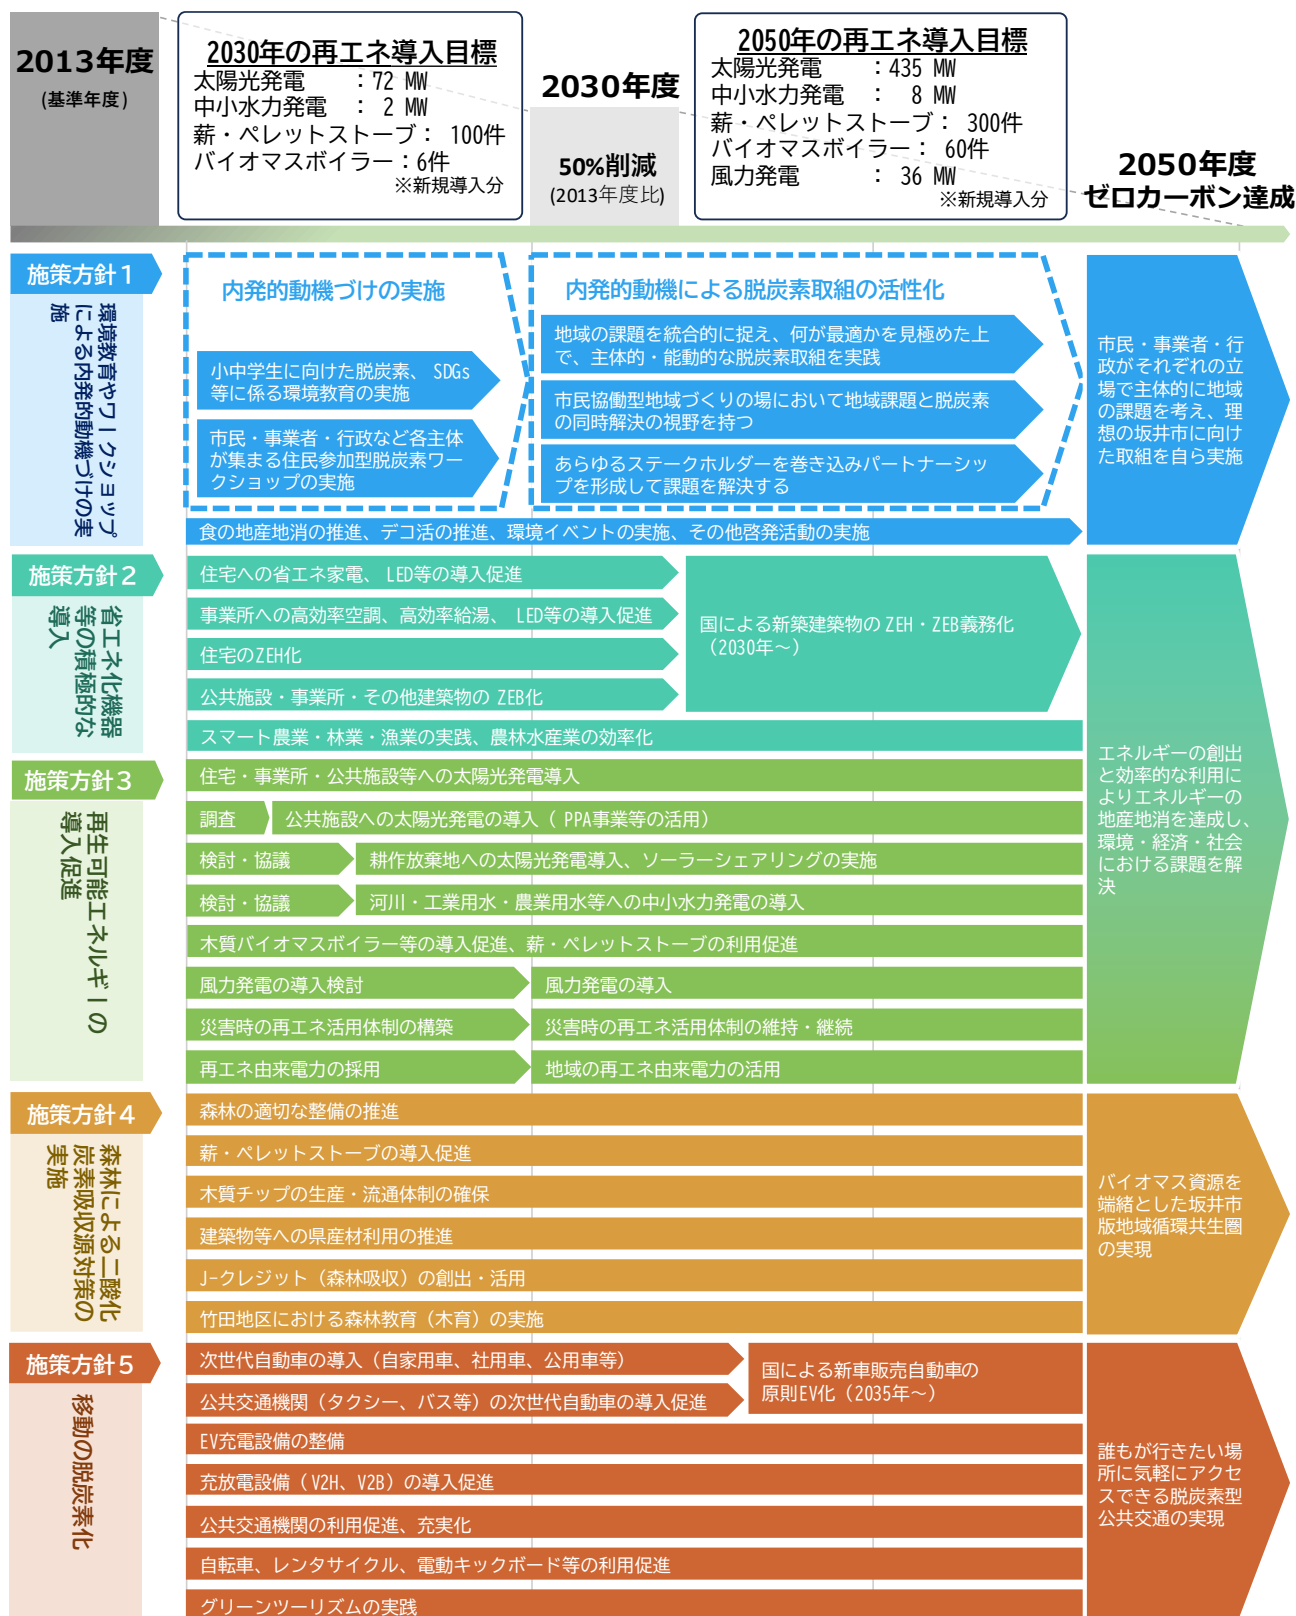 2013年度
(基準年度)
2030年の再エネ導入目標
太陽光発電　：72 MW
中小水力発電　： 2 MW
薪・ペレットストーブ： 100件
バイオマスボイラー：6件
※新規導入分
2030年度
50%削減
(2013年度比)
2050年の再エネ導入目標
太陽光発電　：435 MW
中小水力発電　： 8 MW
薪・ペレットストーブ： 300件
バイオマスボイラー： 60件
風力発電　： 36 MW
※新規導入分
2050年度
ゼロカーボン達成
施策方針１
環境教育やワークショップ
による内発的動機づけの実
施
内発的動機づけの実施
小中学生に向けた脱炭素、SDGs
等に係る環境教育の実施
市民・事業者・行政など各主体
が集まる住民参加型脱炭素ワー
クショップの実施
内発的動機による脱炭素取組の活性化
地域の課題を統合的に捉え、何が最適かを見極めた上
で、主体的・能動的な脱炭素取組を実践
市民協働型地域づくりの場において地域課題と脱炭素
の同時解決の視野を持つ
あらゆるステークホルダーを巻き込みパートナーシッ
プを形成して課題を解決する
食の地産地消の推進、デコ活の推進、環境イベントの実施、その他啓発活動の実施
市民・事業者・行
政がそれぞれの立
場で主体的に地域
の課題を考え、理
想の坂井市に向け
た取組を自ら実施
施策方針２
省エネ化機器
等の積極的な
導入
住宅への省エネ家電、LED等の導入促進
事業所への高効率空調、高効率給湯、LED等の導入促進
住宅のZEH化
公共施設・事業所・その他建築物の ZEB化
国による新築建築物の ZEH・ZEB義務化
（2030年～）
スマート農業・林業・漁業の実践、農林水産業の効率化
施策方針３
再生可能エネルギーの
導入促進
住宅・事業所・公共施設等への太陽光発電導入
調査
公共施設への太陽光発電の導入（ PPA事業等の活用）
検討・協議
耕作放棄地への太陽光発電導入、ソーラーシェアリングの実施
検討・協議
河川・工業用水・農業用水等への中小水力発電の導入
木質バイオマスボイラー等の導入促進、薪・ペレットストーブの利用促進
風力発電の導入検討
風力発電の導入
災害時の再エネ活用体制の構築
災害時の再エネ活用体制の維持・継続
再エネ由来電力の採用
地域の再エネ由来電力の活用
エネルギーの創出
と効率的な利用に
よりエネルギーの
地産地消を達成し、
環境・経済・社会
における課題を解
決
施策方針４
森林による二酸化
炭素吸収源対策の
実施
森林の適切な整備の推進
薪・ペレットストーブの導入促進
木質チップの生産・流通体制の確保
建築物等への県産材利用の推進
J-クレジット（森林吸収）の創出・活用
竹田地区における森林教育（木育）の実施
バイオマス資源を
端緒とした坂井市
版地域循環共生圏
の実現
施策方針５
移動の脱炭素化
次世代自動車の導入（自家用車、社用車、公用車等）
公共交通機関（タクシー、バス等）の次世代自動車の導入促進
国による新車販売自動車の
原則EV化（2035年～）
EV充電設備の整備
充放電設備（ V2H、V2B）の導入促進
公共交通機関の利用促進、充実化
自転車、レンタサイクル、電動キックボード等の利用促進
グリーンツーリズムの実践
誰もが行きたい場
所に気軽にアクセ
スできる脱炭素型
公共交通の実現